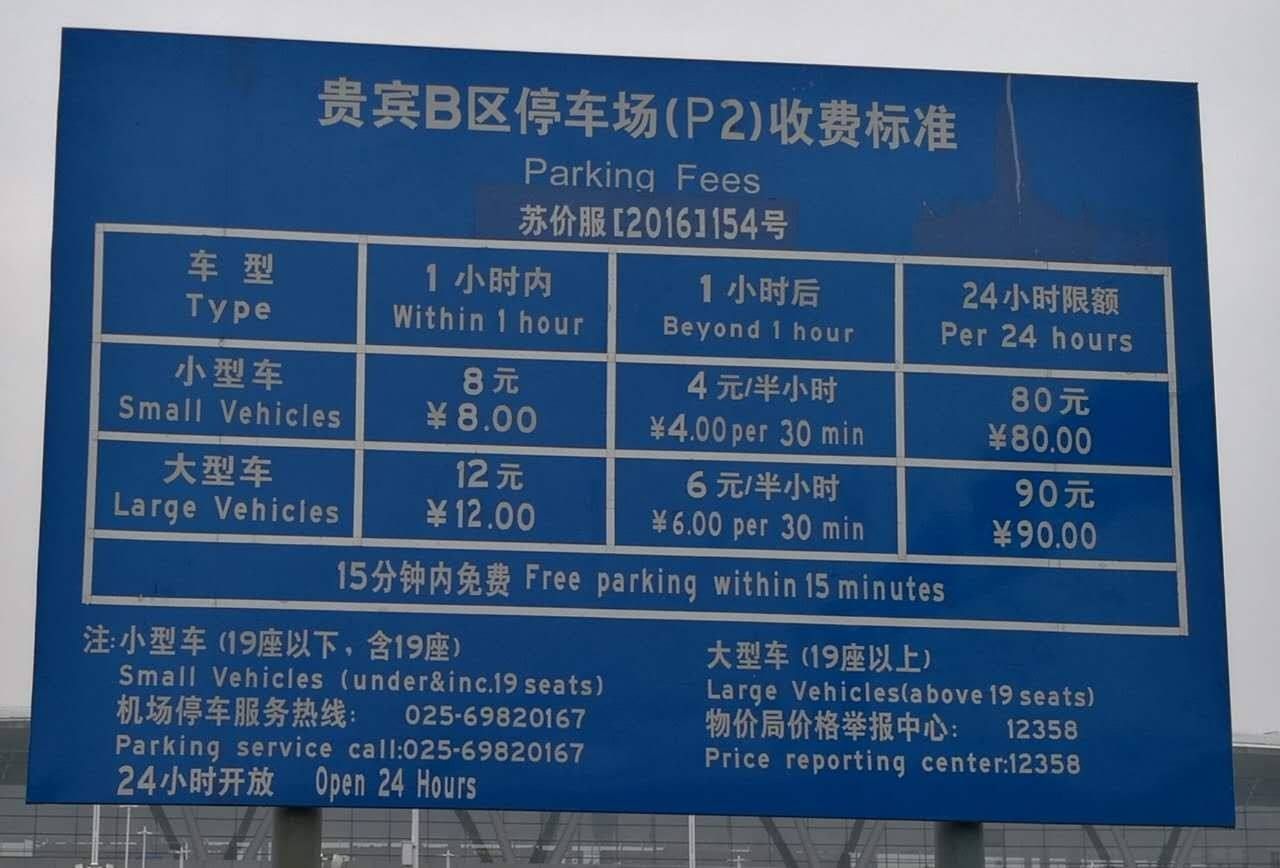 贵宾B区停车场(P2)收费标准
Parking Fees
苏价服[2016]154号
车型 1小时内 1小时后 24小时限额
Type Within 1 hour Beyond 1 hour Per 24 hours
小型车 8元 4元/半小时 80元
Small Vehicles ¥8.00 ¥4.00 per 30 min ¥80.00
大型车 12元 6元/半小时 90元
Large Vehicles ¥12.00 ¥6.00 per 30 min ¥90.00
15分钟内免费 Free parking within 15 minutes
注:小型车(19座以下，含19座)
Small Vehicles (under&inc.19 seats)
机场停车服务热线: 025-69820167
Parking service call:025-69820167
24小时开放 Open 24 Hours
大型车(19座以上)
Large Vehicles(above 19 seats)
物价局价格举报中心: 12358
Price reporting center:12358